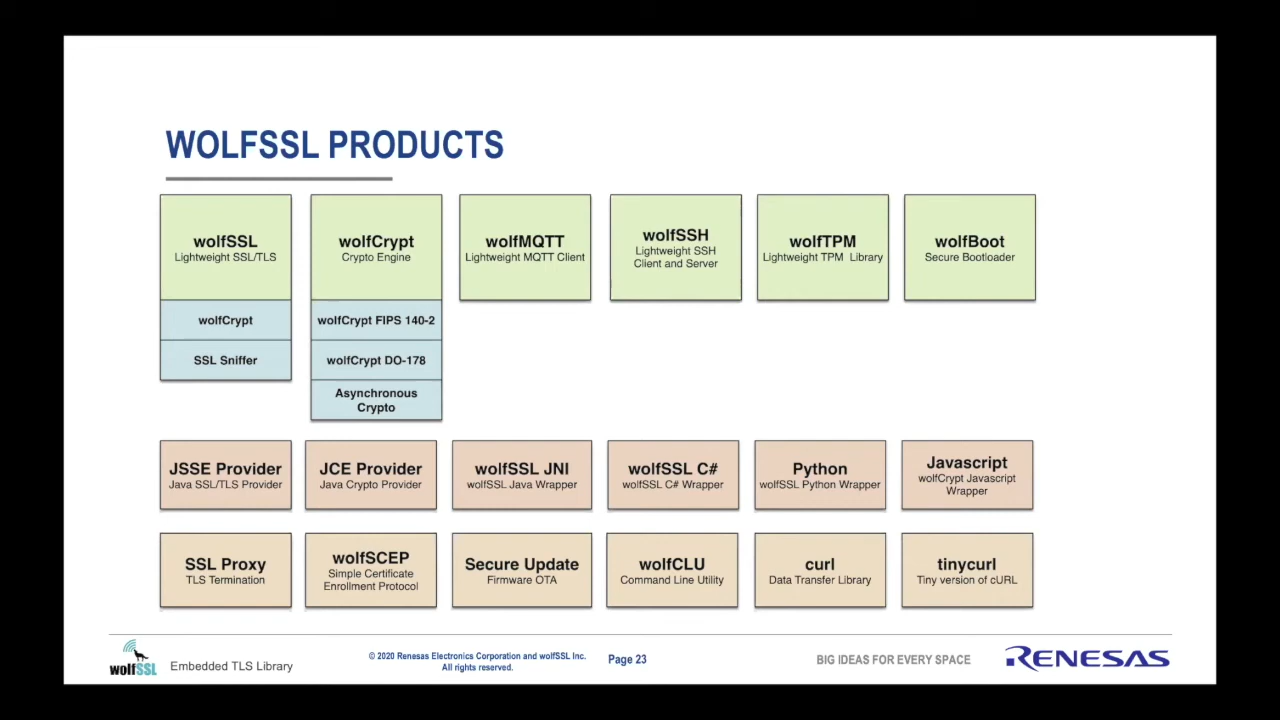 WOLFSSL PRODUCTS
wolfSSL
Lightweight SSL/TLS
wolfCrypt
SSL Sniffer
wolfCrypt
Crypto Engine
wolfCrypt FIPS 140-2
wolfCrypt DO-178
Asynchronous
Crypto
wolfMQTT
Lightweight MQTT Client
wolfSSH
Lightweight SSH
Client and Server
wolfTPM
Lightweight TPM Library
wolfBoot
Secure Bootloader
JSSE Provider
Java SSL/TLS Provider
JCE Provider
Java Crypto Provider
wolfSSL JNI
wolfSSL Java Wrapper
wolfSSL C#
wolfSSL C# Wrapper
Python
wolfSSL Python Wrapper
Javascript
wolfCrypt Javascript
Wrapper
SSL Proxy
TLS Termination
wolfSCEP
Simple Certificate
Enrollment Protocol
Secure Update
Firmware OTA
wolfCLU
Command Line Utility
curl
Data Transfer Library
tinycurl
Tiny version of cURL
wolfSSL
Embedded TLS Library
© 2020 Renesas Electronics Corporation and wolfSSL Inc.
All rights reserved.
Page 23
BIG IDEAS FOR EVERY SPACE
RENESAS